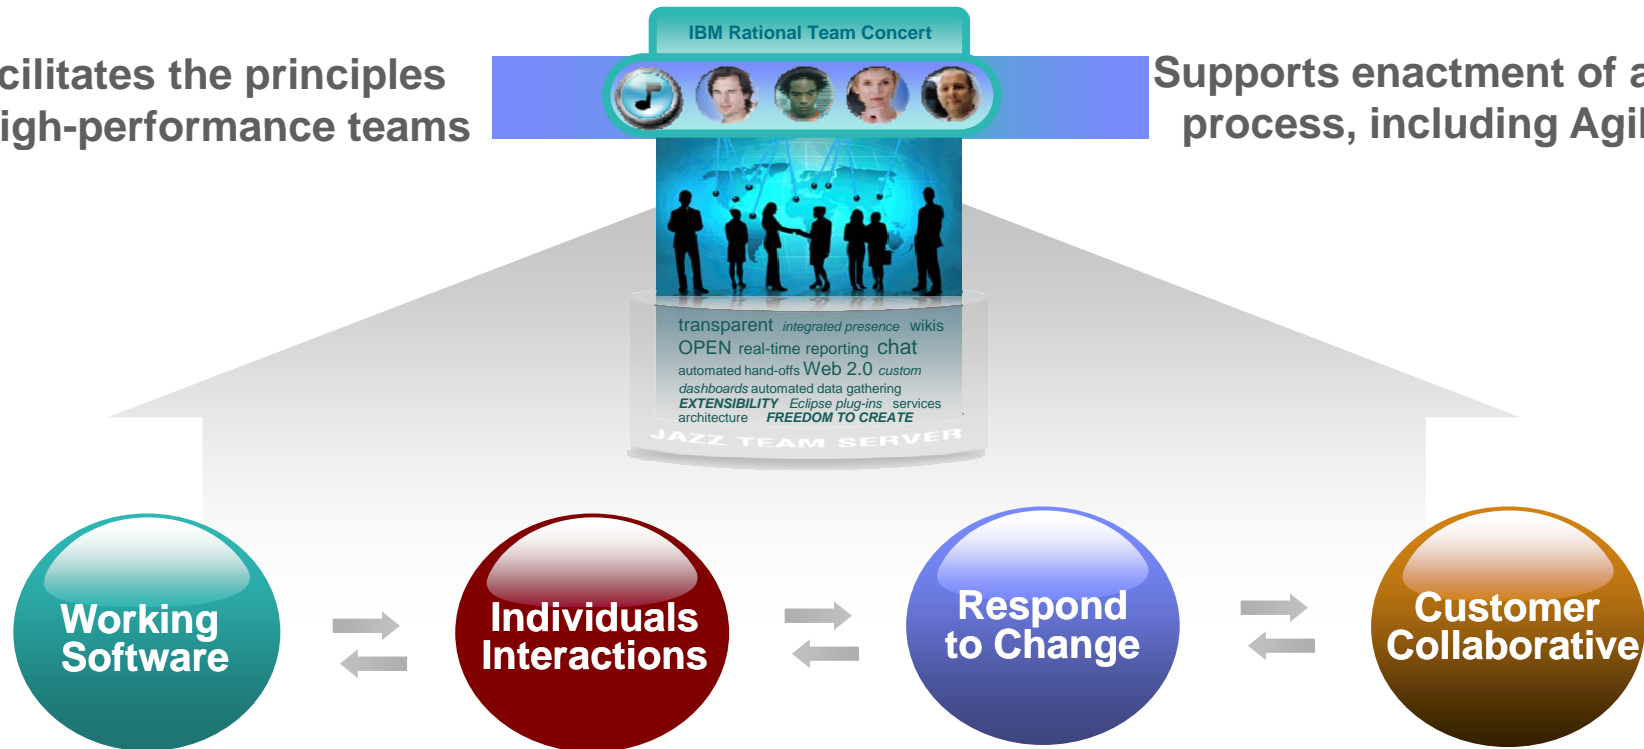 IBM Rational Team Concert
cilitates the principles
igh-performance teams
Supports enactment of a
process, including Agil
transparent integrated presence wikis
OPEN real-time reporting chat
automated hand-offs Web 2.0 custom
dashboards automated data gathering
EXTENSIBILITY Eclipse plug-ins services
architecture FREEDOM TO CREATE
JAZZ TEAM SERVER
Working
Software
Individuals
Interactions
Respond
to Change
Customer
Collaborative